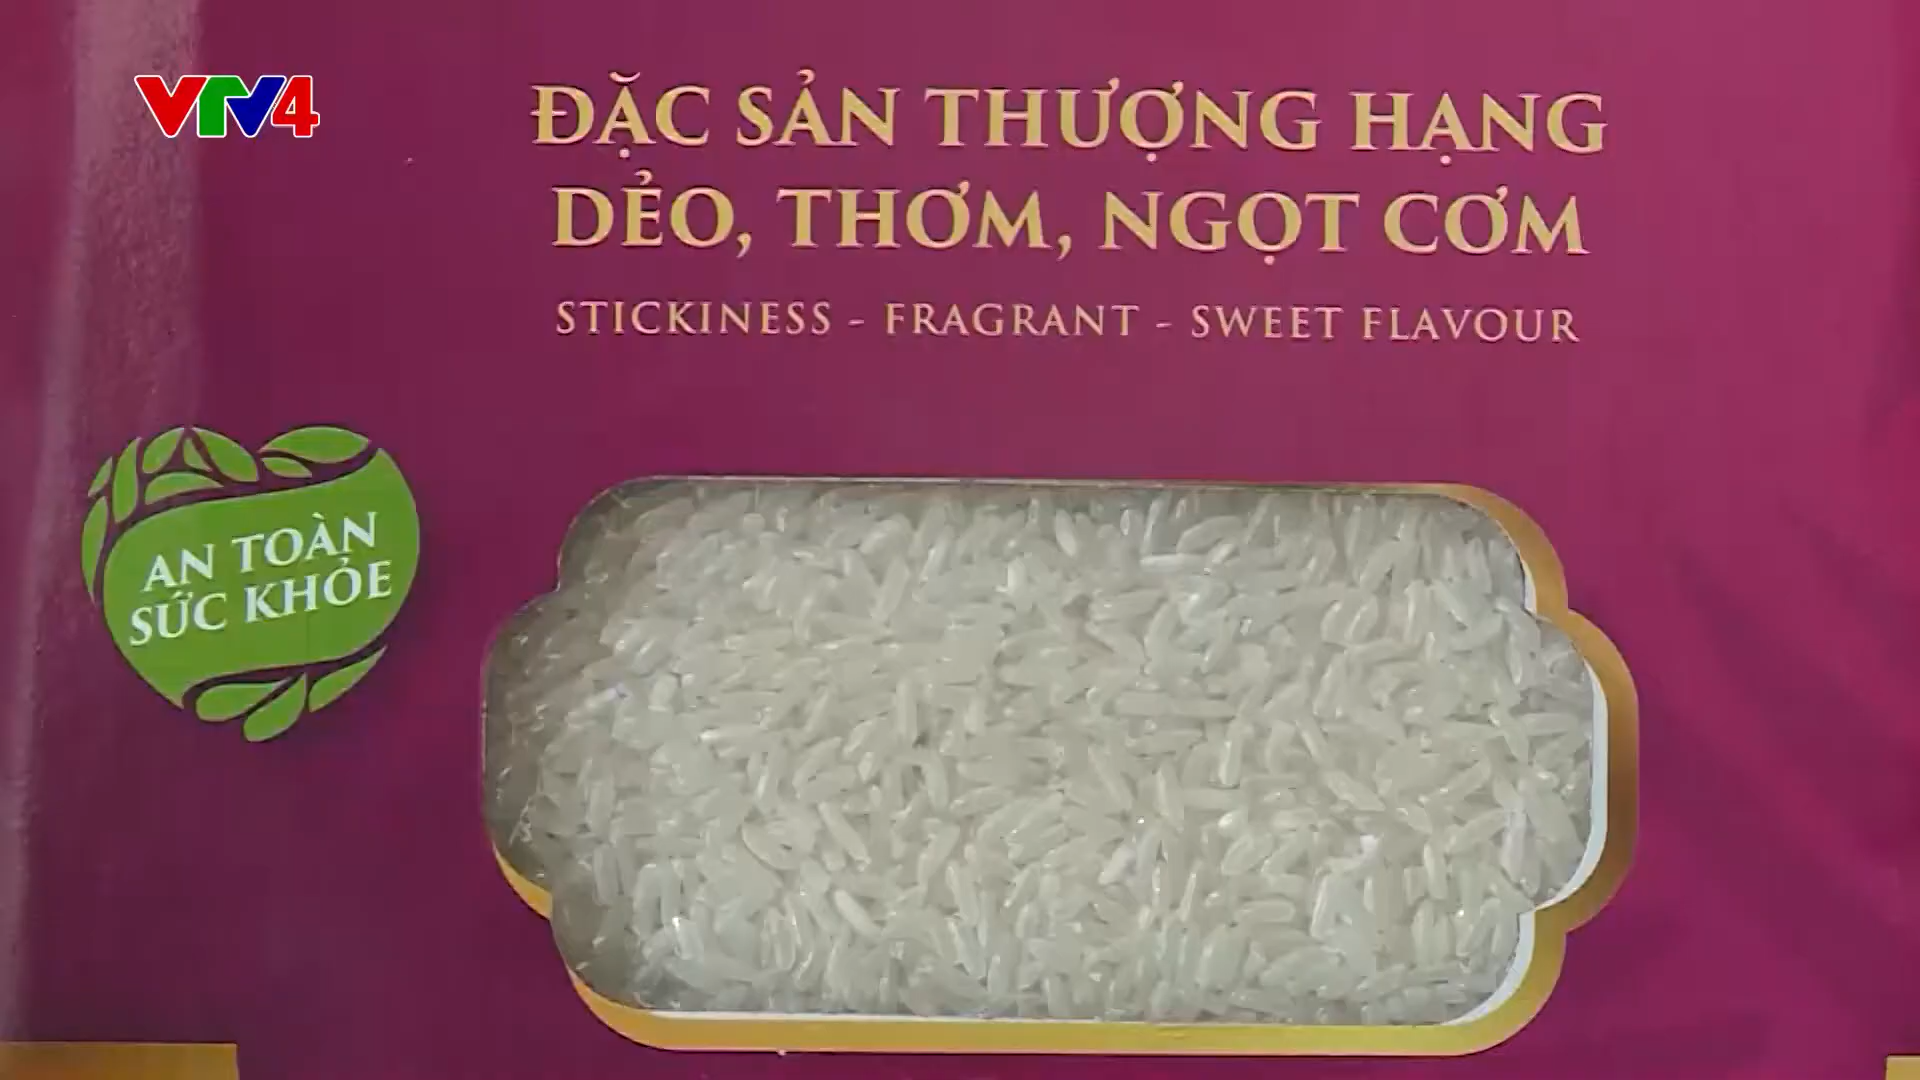 VTV4
ĐẶC SẢN THƯỢNG HẠNG
DẺO, THƠM, NGỌT CƠM
STICKINESS - FRAGRANT - SWEET FLAVOUR
AN TOÀN
SỨC KHỎE